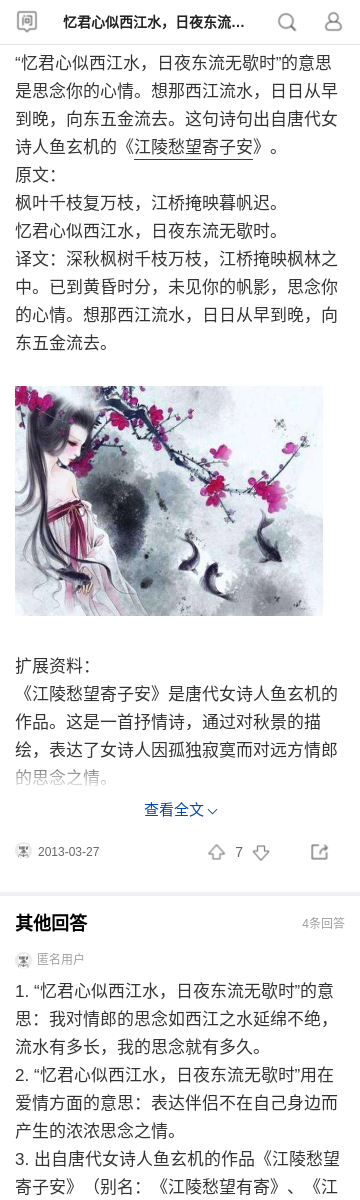 问
忆君心似西江水，日夜东流…
“忆君心似西江水，日夜东流无歇时”的意思
是思念你的心情。想那西江流水，日日从早
到晚，向东五金流去。这句诗句出自唐代女
诗人鱼玄机的《江陵愁望寄子安》。
原文：
枫叶千枝复万枝，江桥掩映暮帆迟。
忆君心似西江水，日夜东流无歇时。
译文：深秋枫树千枝万枝，江桥掩映枫林之
中。已到黄昏时分，未见你的帆影，思念你
的心情。想那西江流水，日日从早到晚，向
东五金流去。
扩展资料：
《江陵愁望寄子安》是唐代女诗人鱼玄机的
作品。这是一首抒情诗，通过对秋景的描
绘，表达了女诗人因孤独寂寞而对远方情郎
的思念之情。
查看全文
2013-03-27
7
其他回答
4条回答
匿名用户
1. “忆君心似西江水，日夜东流无歇时”的意
思：我对情郎的思念如西江之水延绵不绝，
流水有多长，我的思念就有多久。
2. “忆君心似西江水，日夜东流无歇时”用在
爱情方面的意思：表达伴侣不在自己身边而
产生的浓浓思念之情。
3. 出自唐代女诗人鱼玄机的作品《江陵愁望
寄子安》（别名：《江陵愁望有寄》、《江